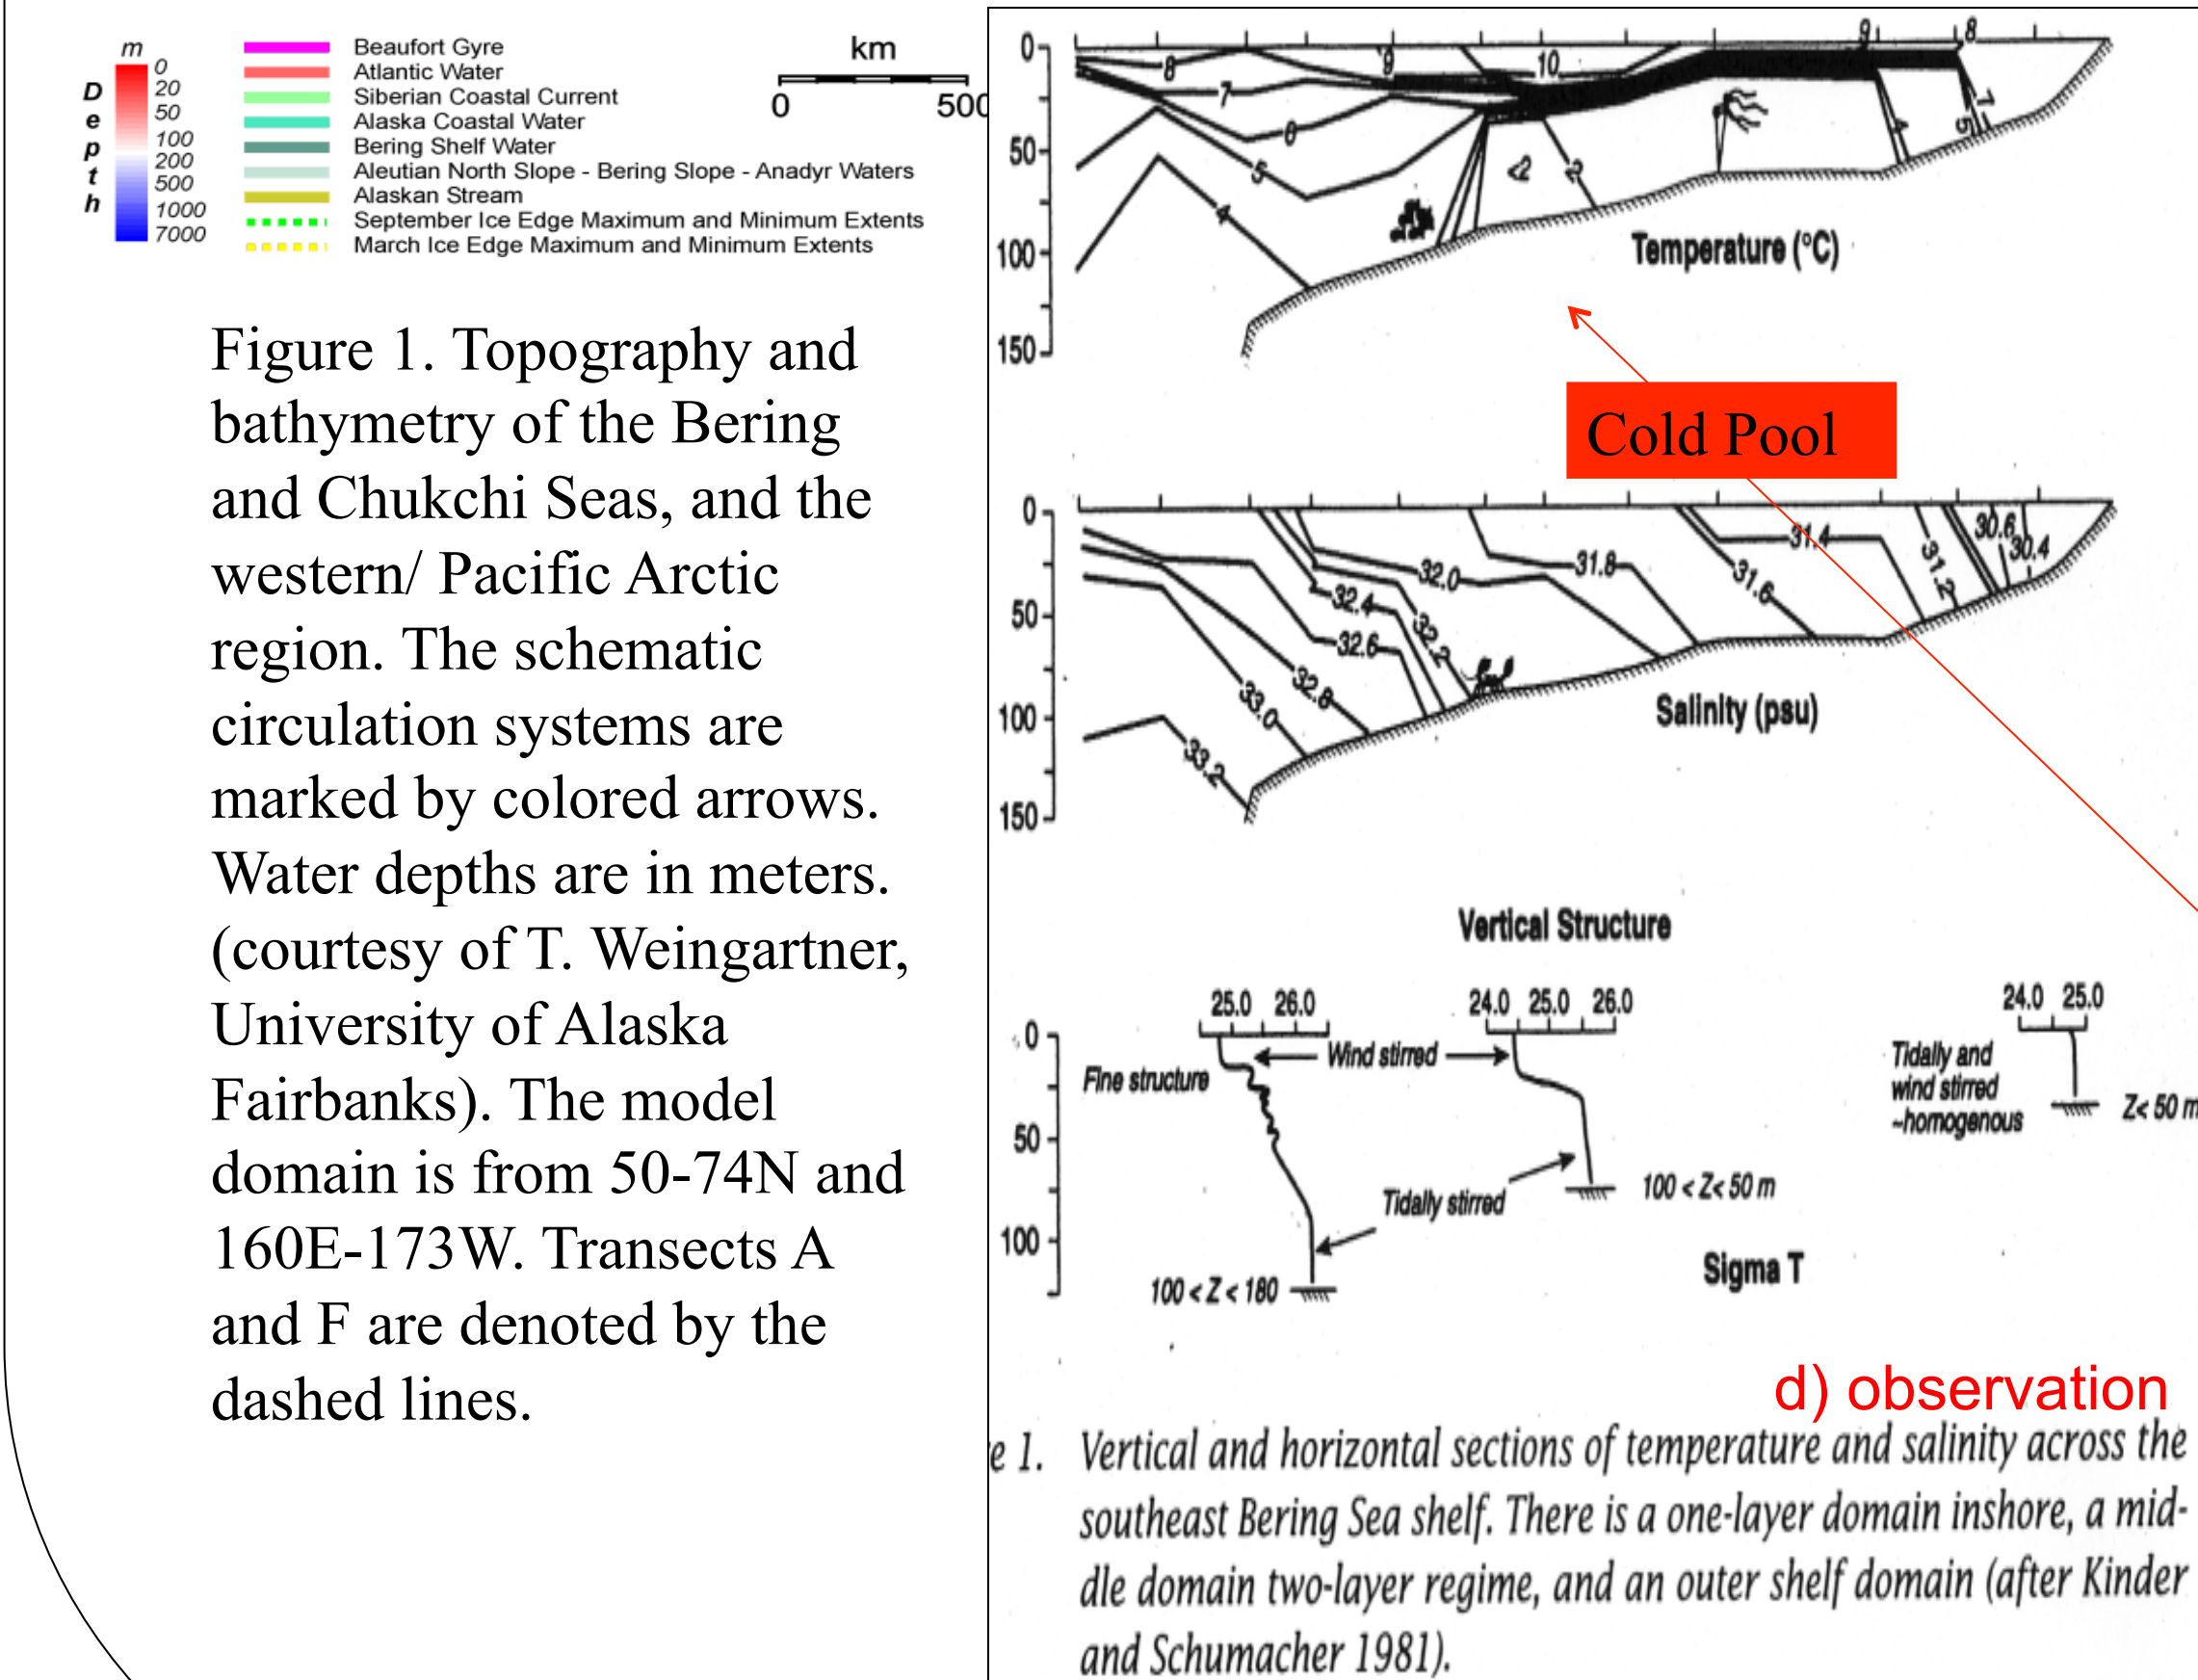 m
Depth
0
20
50
100
200
500
1000
7000
Beaufort Gyre
Atlantic Water
Siberian Coastal Current
Alaska Coastal Water
Bering Shelf Water
Aleutian North Slope - Bering Slope - Anadyr Waters
Alaskan Stream
September Ice Edge Maximum and Minimum Extents
March Ice Edge Maximum and Minimum Extents
km
0 500
Figure 1. Topography and
bathymetry of the Bering
and Chukchi Seas, and the
western/ Pacific Arctic
region. The schematic
circulation systems are
marked by colored arrows.
Water depths are in meters.
(courtesy of T. Weingartner,
University of Alaska
Fairbanks). The model
domain is from 50-74N and
160E-173W. Transects A
and F are denoted by the
dashed lines.
0
50
100
150
8 9 10 9 8
7
6
5
4
<2 2
4 5 7
Temperature (°C)
Cold Pool
0
50
100
150
31.4 30.6 30.4
32.0 31.8 31.6 31.2
32.4 32.2
32.6
33.0 32.8
33.2
Salinity (psu)
Vertical Structure
25.0 26.0
24.0 25.0 26.0
24.0 25.0
0
50
100
Wind stirred
Fine structure
Tidally and
wind stirred
~homogenous
Z< 50 m
Tidally stirred
100 < Z< 50 m
100 < Z < 180
Sigma T
d) observation
e 1. Vertical and horizontal sections of temperature and salinity across the
southeast Bering Sea shelf. There is a one-layer domain inshore, a mid-
dle domain two-layer regime, and an outer shelf domain (after Kinder
and Schumacher 1981).